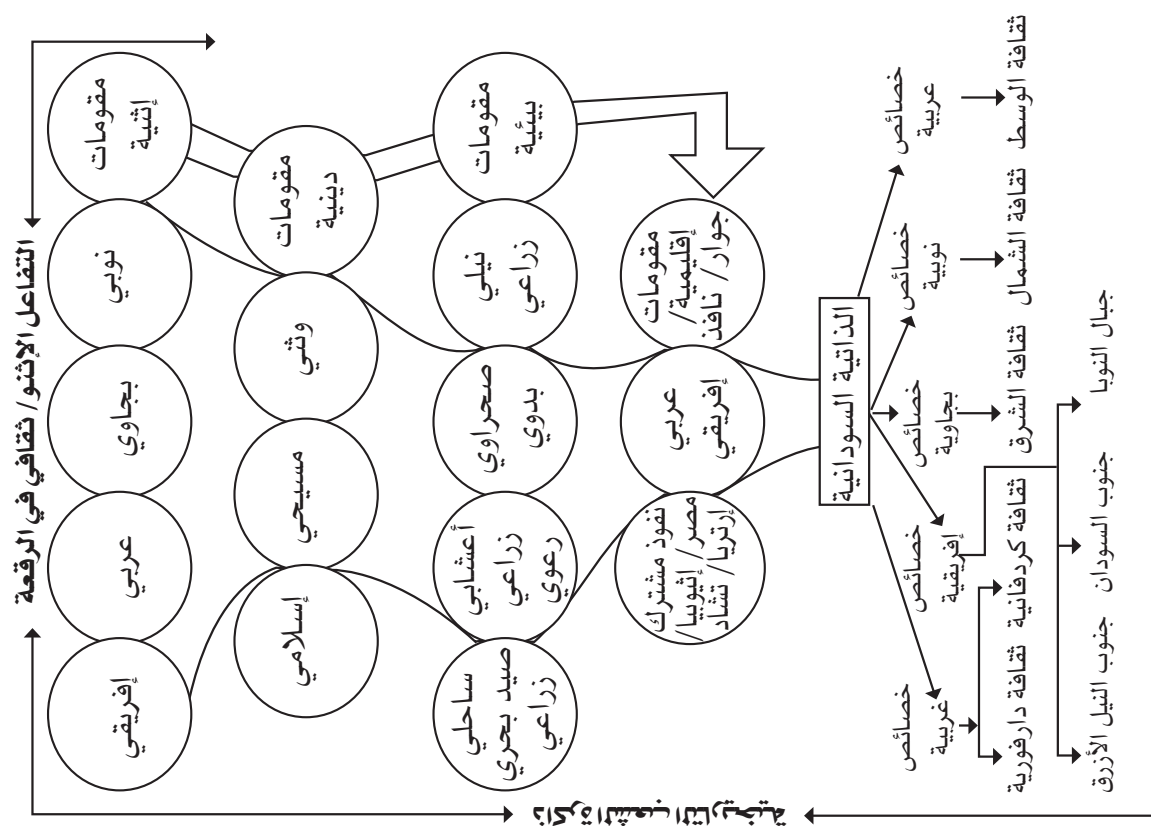 التفاعل الإثنو/ ثقافي في الرقعة
مقومات
إثنية
نوبي
بجاوي
عربي
إفريقي
مقومات
دينية
وثني
مسيحي
إسلامي
مقومات
بيئية
نيلي
زراعي
صحراوي
بدوي
أعشابي
زراعي
رعوي
ساحلي
صيد بحري
زراعي
مقومات
إقليمية/
جوار/ نافذ
عربي
إفريقي
نفوذ مشترك
مصر/ إثيوبيا/
إرتريا/ تشاد
الذاتية السودانية
خصائص
عربية
خصائص
نوبية
خصائص
بجاوية
خصائص
إفريقية
خصائص
غربية
ثقافة الوسط
ثقافة الشمال
ثقافة الشرق
ثقافة كردفانية
ثقافة دارفورية
جبال النوبا
جنوب السودان
جنوب النيل الأزرق
ذاكرة الشعب التاريخية